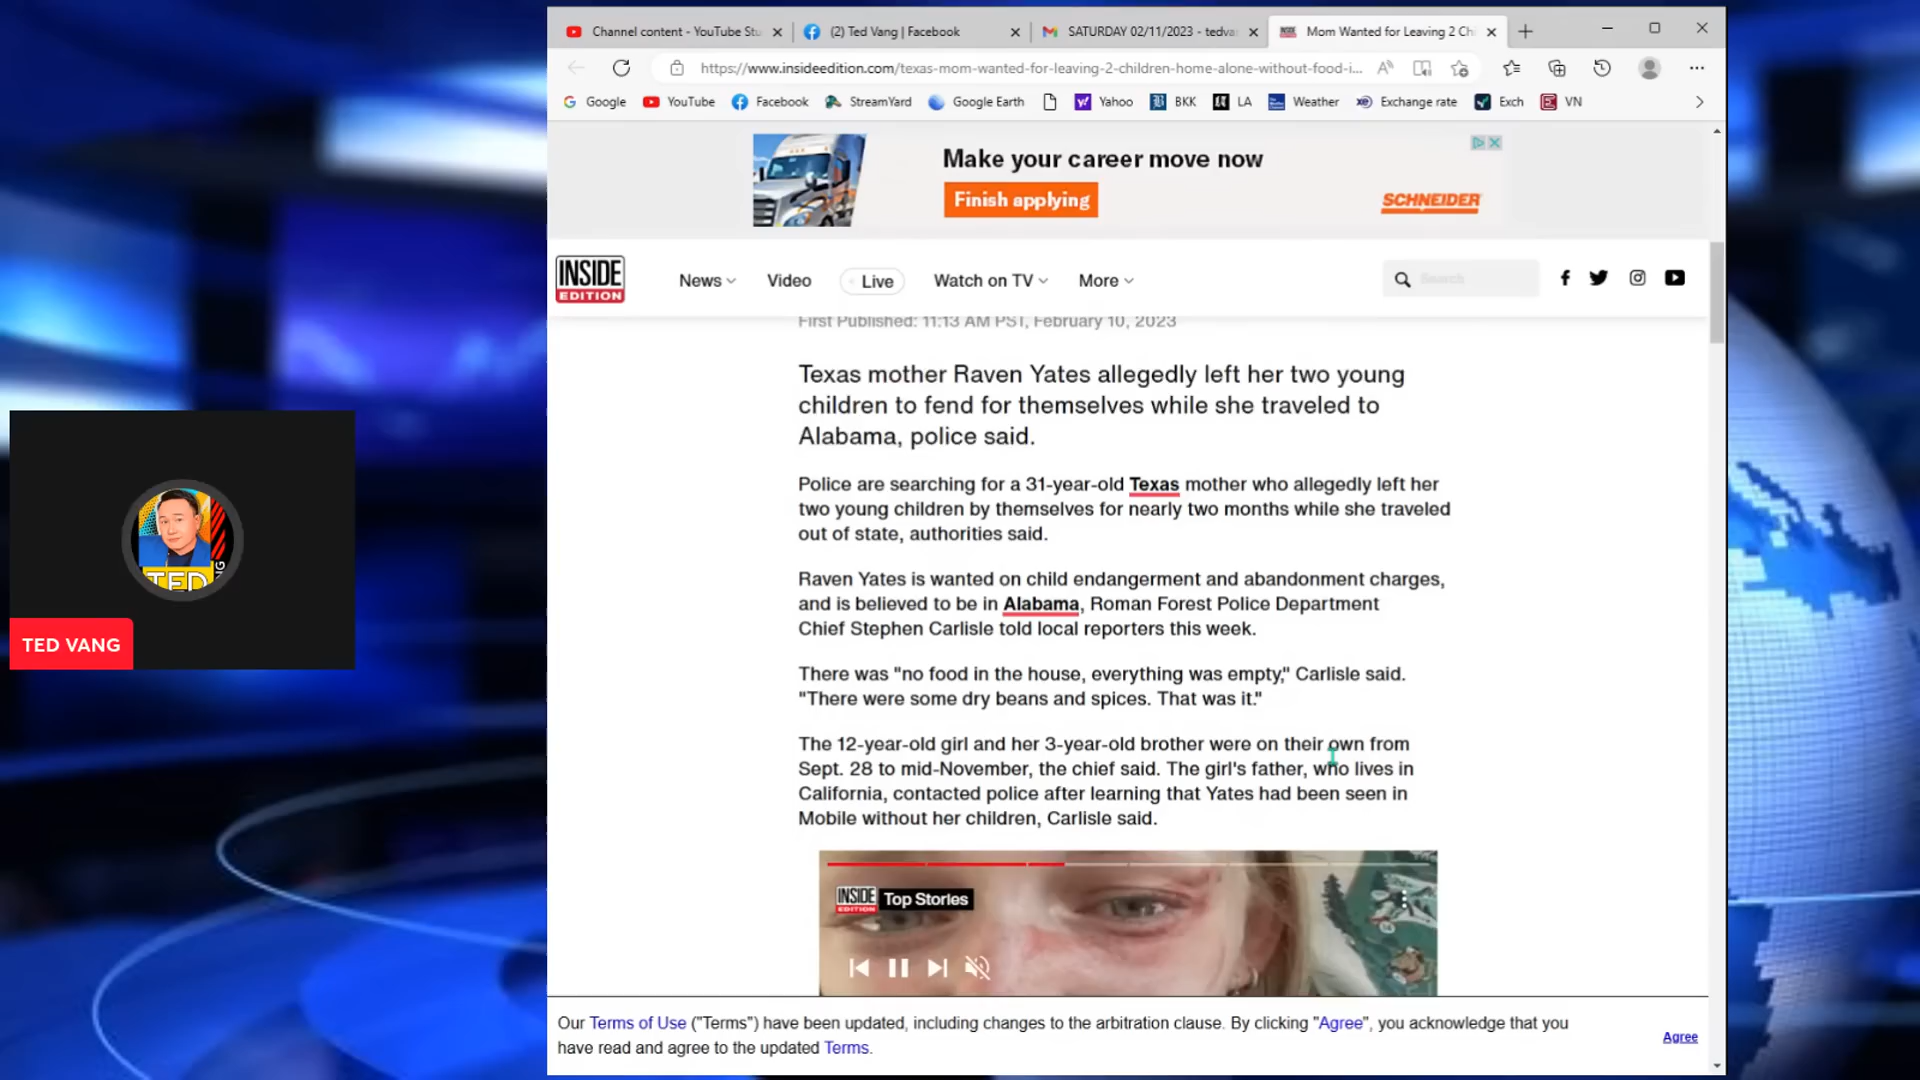 Channel content - YouTube Stu
(2) Ted Vang | Facebook
SATURDAY 02/11/2023 - tedva
Mom Wanted for Leaving 2 Ch
https://www.insideedition.com/texas-mom-wanted-for-leaving-2-children-home-alone-without-food-i...
Google
YouTube
Facebook
StreamYard
Google Earth
Yahoo
BKK
LA
Weather
Exchange rate
Exch
VN
Make your career move now
Finish applying
SCHNEIDER
INSIDE
EDITION
News
Video
Live
Watch on TV
More
Search
First Published: 11:13 AM PST, February 10, 2023
Texas mother Raven Yates allegedly left her two young
children to fend for themselves while she traveled to
Alabama, police said.
Police are searching for a 31-year-old Texas mother who allegedly left her
two young children by themselves for nearly two months while she traveled
out of state, authorities said.
Raven Yates is wanted on child endangerment and abandonment charges,
and is believed to be in Alabama, Roman Forest Police Department
Chief Stephen Carlisle told local reporters this week.
There was "no food in the house, everything was empty," Carlisle said.
"There were some dry beans and spices. That was it."
The 12-year-old girl and her 3-year-old brother were on their own from
Sept. 28 to mid-November, the chief said. The girl's father, who lives in
California, contacted police after learning that Yates had been seen in
Mobile without her children, Carlisle said.
INSIDE
EDITION
Top Stories
Our Terms of Use ("Terms") have been updated, including changes to the arbitration clause. By clicking "Agree", you acknowledge that you
have read and agree to the updated Terms.
Agree
TED
TED VANG